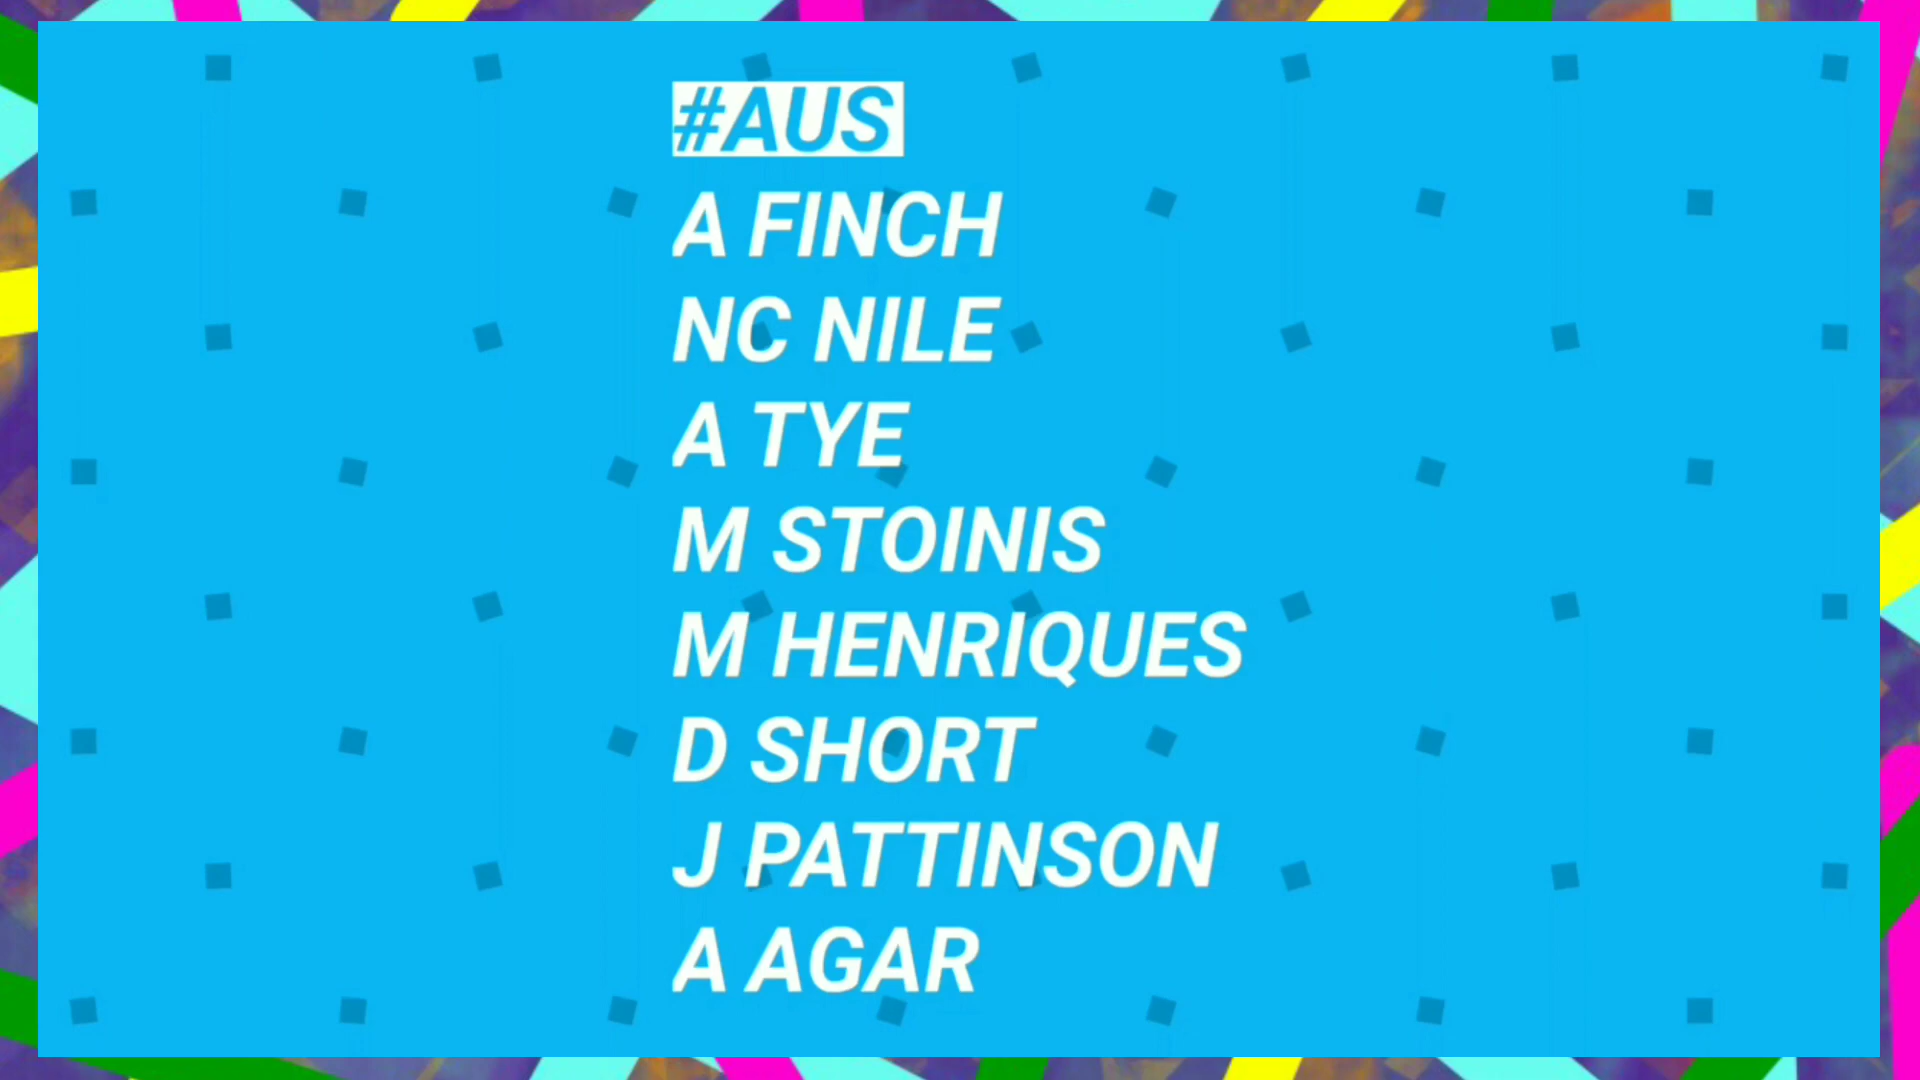 #AUS
A FINCH
NC NILE
A TYE
M STOINIS
M HENRIQUES
D SHORT
J PATTINSON
A AGAR